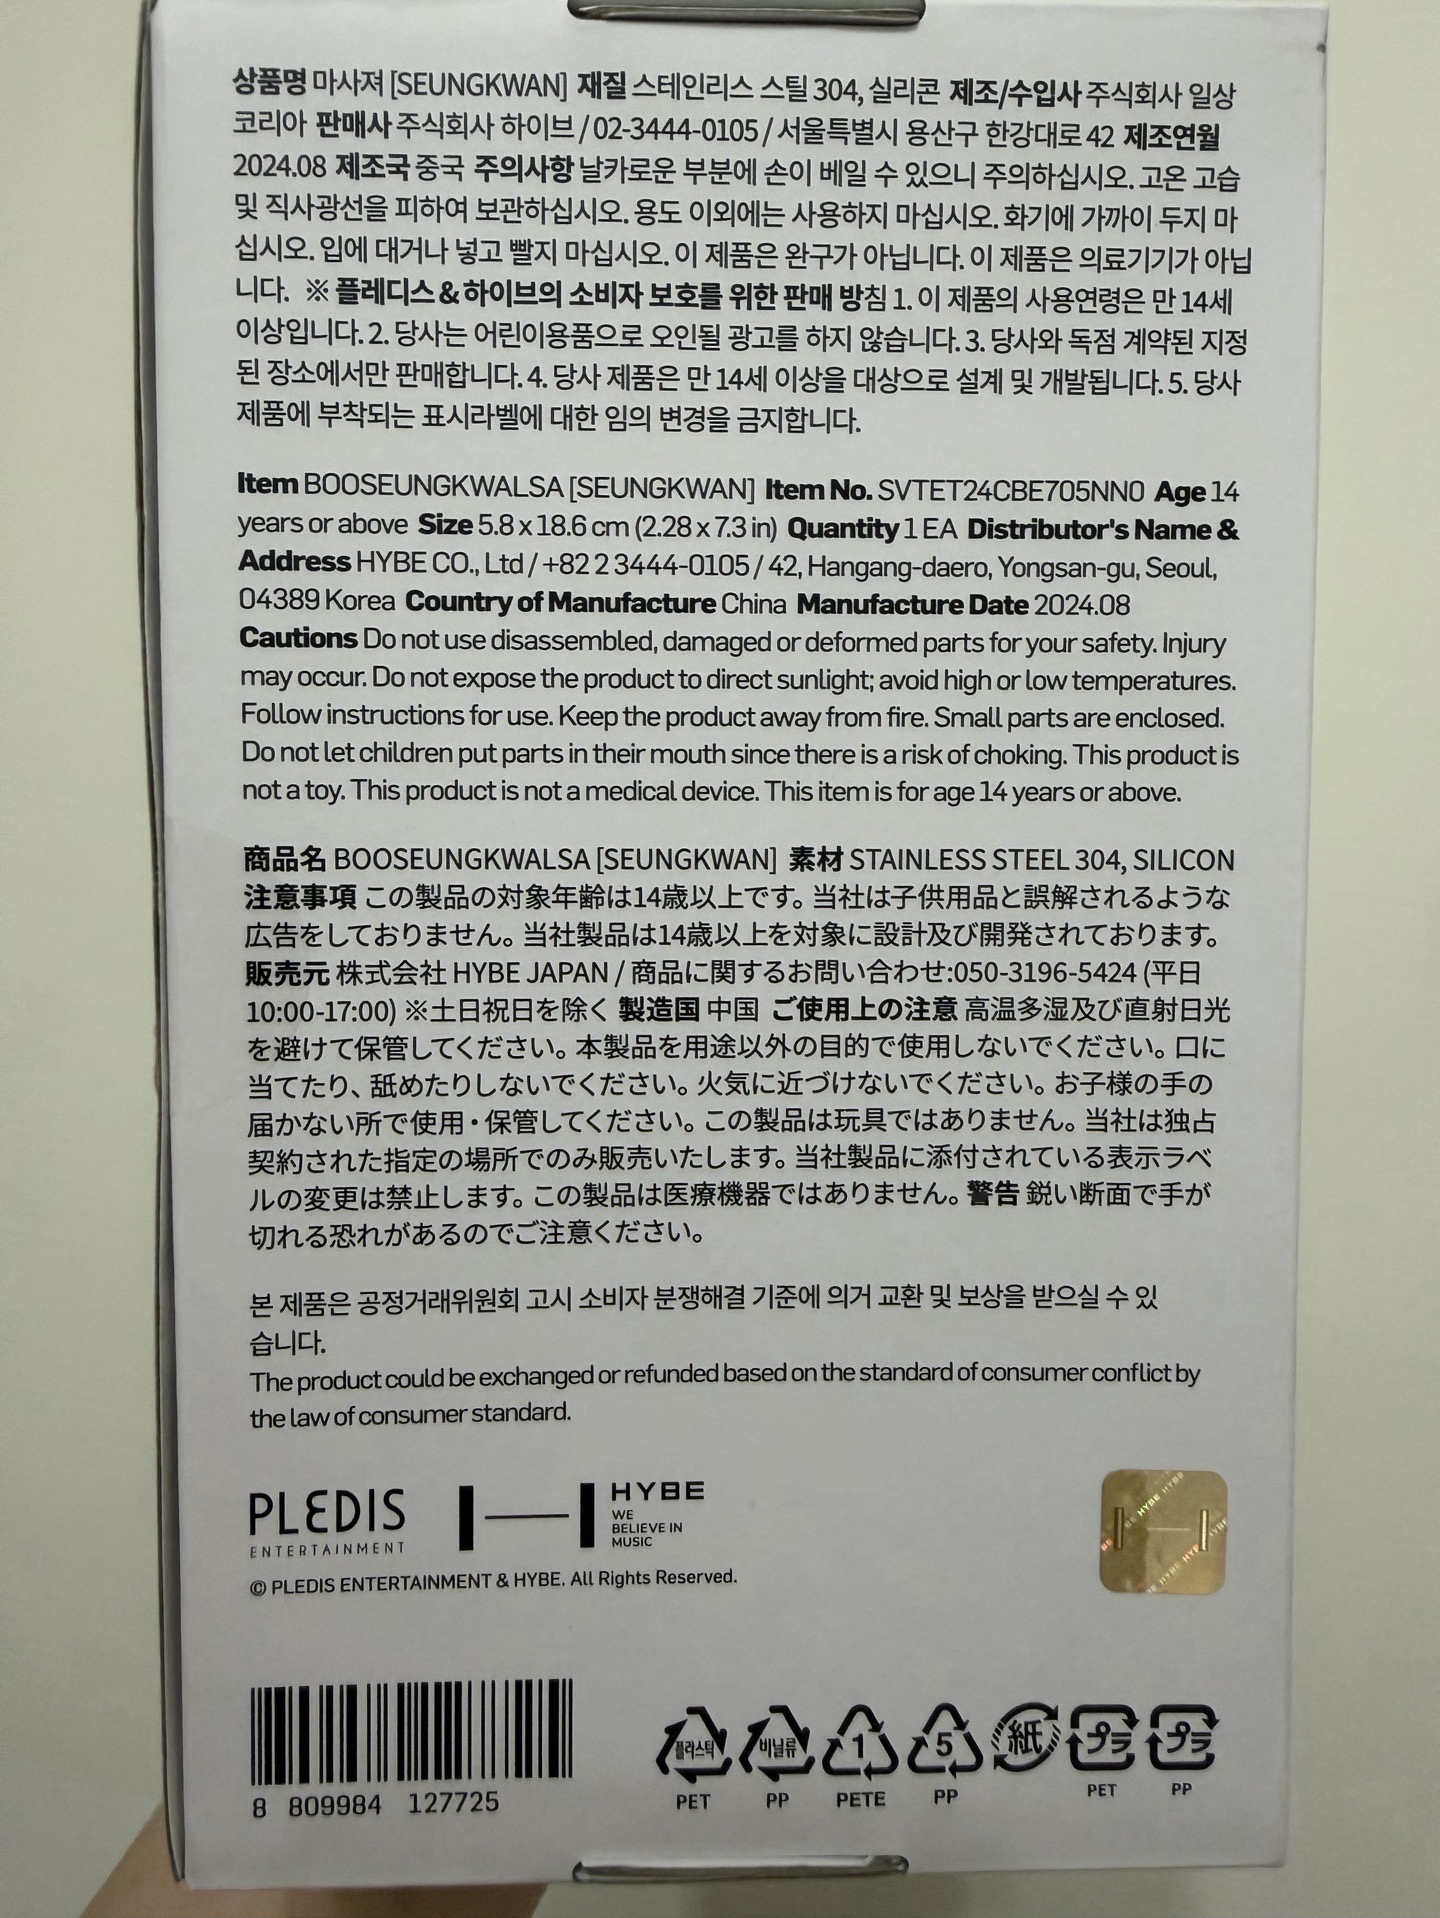 상품명 마사져 [SEUNGKWAN] 재질 스테인리스 스틸 304, 실리콘 제조/수입사 주식회사 일상
코리아 판매사 주식회사 하이브 / 02-3444-0105 / 서울특별시 용산구 한강대로 42 제조연월
2024.08 제조국 중국 주의사항 날카로운 부분에 손이 베일 수 있으니 주의하십시오. 고온 고습
및 직사광선을 피하여 보관하십시오. 용도 이외에는 사용하지 마십시오. 화기에 가까이 두지 마
십시오. 입에 대거나 넣고 빨지 마십시오. 이 제품은 완구가 아닙니다. 이 제품은 의료기기가 아닙
니다. ※ 플레디스 & 하이브의 소비자 보호를 위한 판매 방침 1. 이 제품의 사용연령은 만 14세
이상입니다. 2. 당사는 어린이용품으로 오인될 광고를 하지 않습니다. 3. 당사와 독점 계약된 지정
된 장소에서만 판매합니다. 4. 당사 제품은 만 14세 이상을 대상으로 설계 및 개발됩니다. 5. 당사
제품에 부착되는 표시라벨에 대한 임의 변경을 금지합니다.
Item BOOSEUNGKWALSA [SEUNGKWAN] Item No. SVTET24CBE705NN0 Age 14
years or above Size 5.8 x 18.6 cm (2.28 x 7.3 in) Quantity 1 EA Distributor's Name &
Address HYBE CO., Ltd / +82 2 3444-0105 / 42, Hangang-daero, Yongsan-gu, Seoul,
04389 Korea Country of Manufacture China Manufacture Date 2024.08
Cautions Do not use disassembled, damaged or deformed parts for your safety. Injury
may occur. Do not expose the product to direct sunlight; avoid high or low temperatures.
Follow instructions for use. Keep the product away from fire. Small parts are enclosed.
Do not let children put parts in their mouth since there is a risk of choking. This product is
not a toy. This product is not a medical device. This item is for age 14 years or above.
商品名 BOOSEUNGKWALSA [SEUNGKWAN] 素材 STAINLESS STEEL 304, SILICON
注意事項 この製品の対象年齢は14歳以上です。当社は子供用品と誤解されるような
広告をしておりません。当社製品は14歳以上を対象に設計及び開発されております。
販売元 株式会社 HYBE JAPAN / 商品に関するお問い合わせ:050-3196-5424 (平日
10:00-17:00) ※土日祝日を除く 製造国 中国 ご使用上の注意 高温多湿及び直射日光
を避けて保管してください。本製品を用途以外の目的で使用しないでください。口に
当てたり、舐めたりしないでください。火気に近づけないでください。お子様の手の
届かない所で使用・保管してください。この製品は玩具ではありません。当社は独占
契約された指定の場所でのみ販売いたします。当社製品に添付されている表示ラベ
ルの変更は禁止します。この製品は医療機器ではありません。警告 鋭い断面で手が
切れる恐れがあるのでご注意ください。
본 제품은 공정거래위원회 고시 소비자 분쟁해결 기준에 의거 교환 및 보상을 받으실 수 있
습니다.
The product could be exchanged or refunded based on the standard of consumer conflict by
the law of consumer standard.
PLEDIS
ENTERTAINMENT
HYBE
WE
BELIEVE IN
MUSIC
© PLEDIS ENTERTAINMENT & HYBE. All Rights Reserved.
HYBE HYBE
8 809984 127725
플라스틱 비닐류 1 5 紙 プラ プラ
PET PP PETE PP PET PP